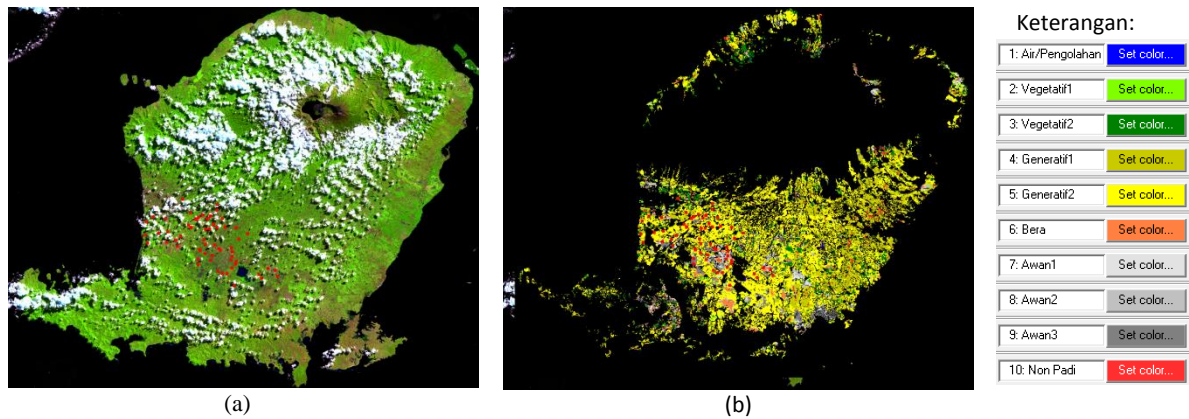 Keterangan:
1: Air/Pengolahan Set color...
2: Vegetatif1 Set color...
3: Vegetatif2 Set color...
4: Generatif1 Set color...
5: Generatif2 Set color...
6: Bera Set color...
7: Awan1 Set color...
8: Awan2 Set color...
9: Awan3 Set color...
10: Non Padi Set color...
(a) (b)